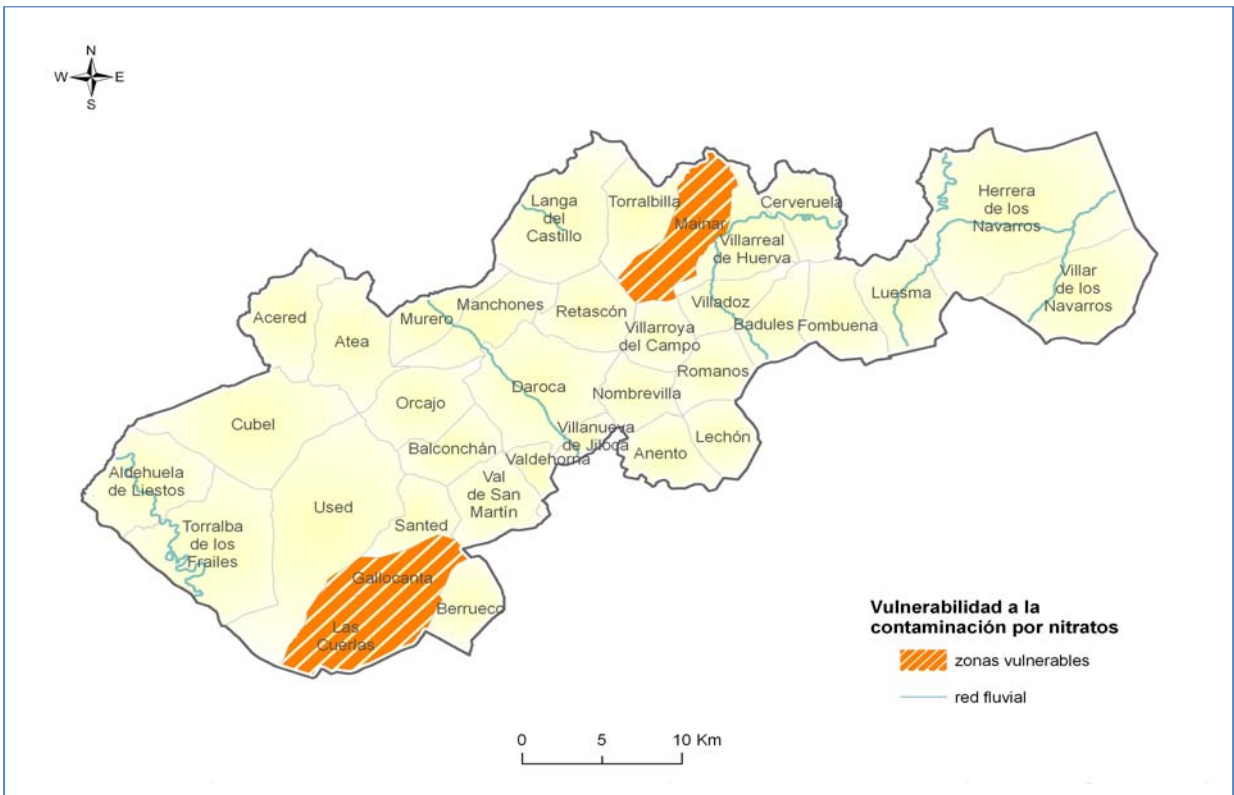 N
W E
S
Langa
del
Castillo
Torralbilla
Mainar
Cerveruela
Herrera
de los
Navarros
Villarreal
de Huerva
Villar
de los
Navarros
Acered
Atea
Murero
Manchones
Retascón
Villadoz
Luesma
Villarroya
del Campo
Badules
Fombuena
Daroca
Romanos
Orcajo
Nombrevilla
Cubel
Balconchán
Villanueva
de Jiloca
Valdehorna
Anento
Lechón
Aldehuela
de Liestos
Val
de San
Martín
Used
Santed
Torralba
de los
Frailes
Gallocanta
Berrueco
Las
Cuerlas
Vulnerabilidad a la
contaminación por nitratos
zonas vulnerables
red fluvial
0 5 10 Km